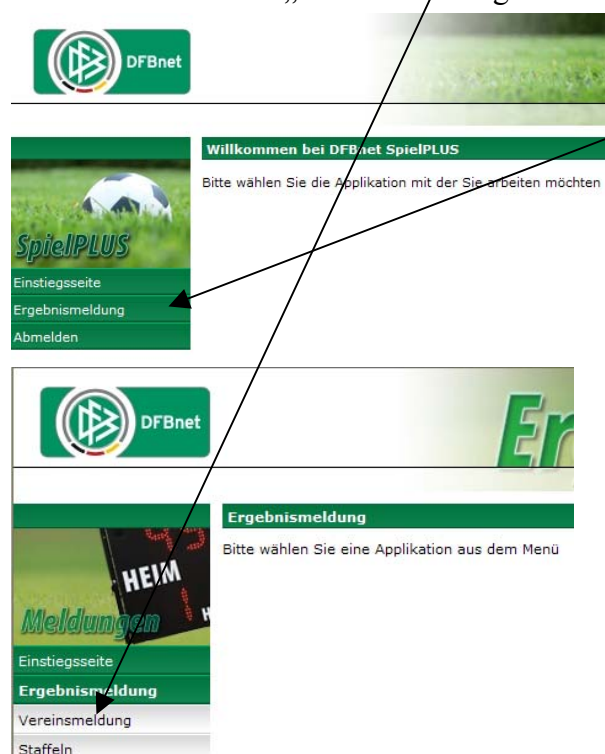 DFBnet
Willkommen bei DFBnet SpielPLUS
Bitte wählen Sie die Applikation mit der Sie arbeiten möchten
SpielPLUS
Einstiegsseite
Ergebnismeldung
Abmelden
DFBnet
Er
Ergebnismeldung
Bitte wählen Sie eine Applikation aus dem Menü
HEIM
Meldungen
Einstiegsseite
Ergebnismeldung
Vereinsmeldung
Staffeln